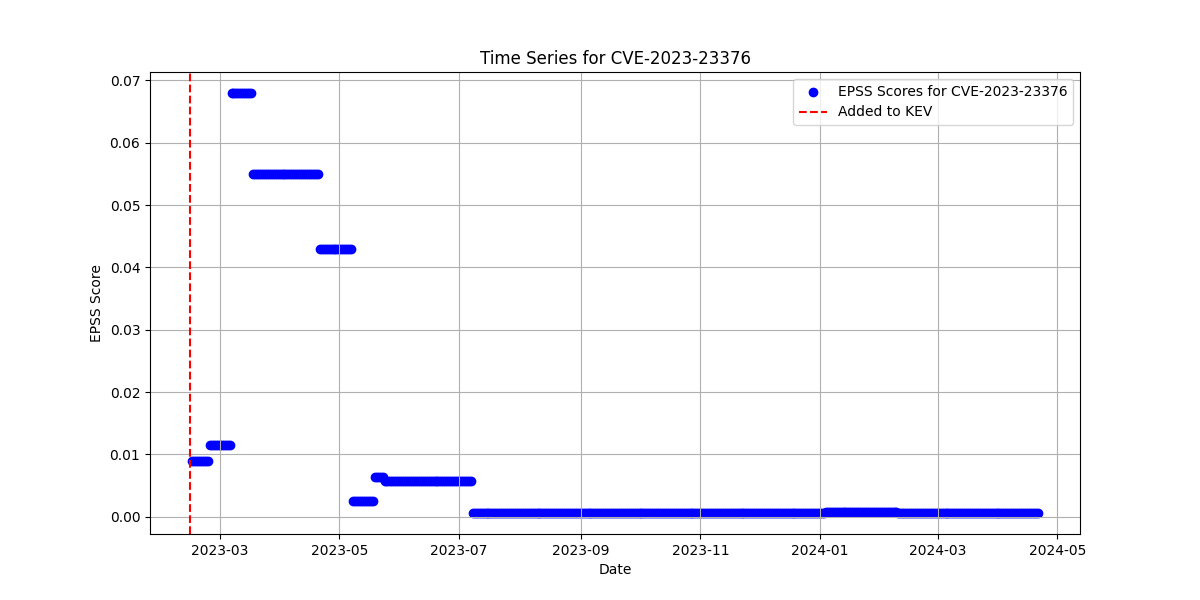 Time Series for CVE-2023-23376
EPSS Scores for CVE-2023-23376
Added to KEV
EPSS Score
0.07
0.06
0.05
0.04
0.03
0.02
0.01
0.00
2023-03 2023-05 2023-07 2023-09 2023-11 2024-01 2024-03 2024-05
Date